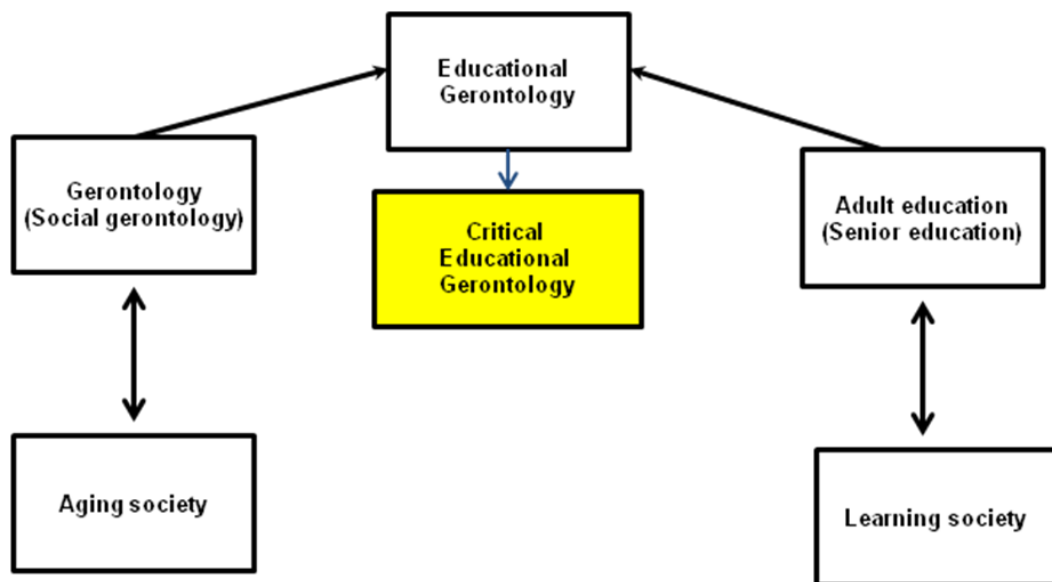 Educational
Gerontology
Gerontology
(Social gerontology)
Critical
Educational
Gerontology
Adult education
(Senior education)
Aging society
Learning society